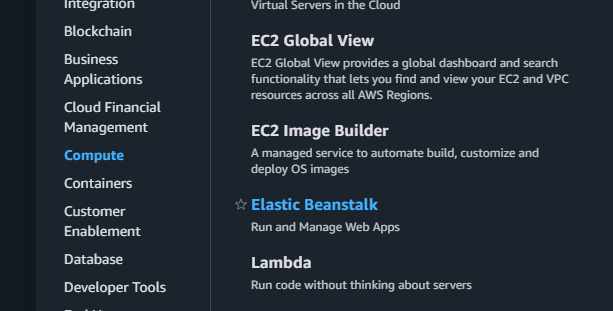 Integration
Blockchain
Business
Applications
Cloud Financial
Management
Compute
Containers
Customer
Enablement
Database
Developer Tools
Virtual Servers in the Cloud
EC2 Global View
EC2 Global View provides a global dashboard and search
functionality that lets you find and view your EC2 and VPC
resources across all AWS Regions.
EC2 Image Builder
A managed service to automate build, customize and
deploy OS images
Elastic Beanstalk
Run and Manage Web Apps
Lambda
Run code without thinking about servers